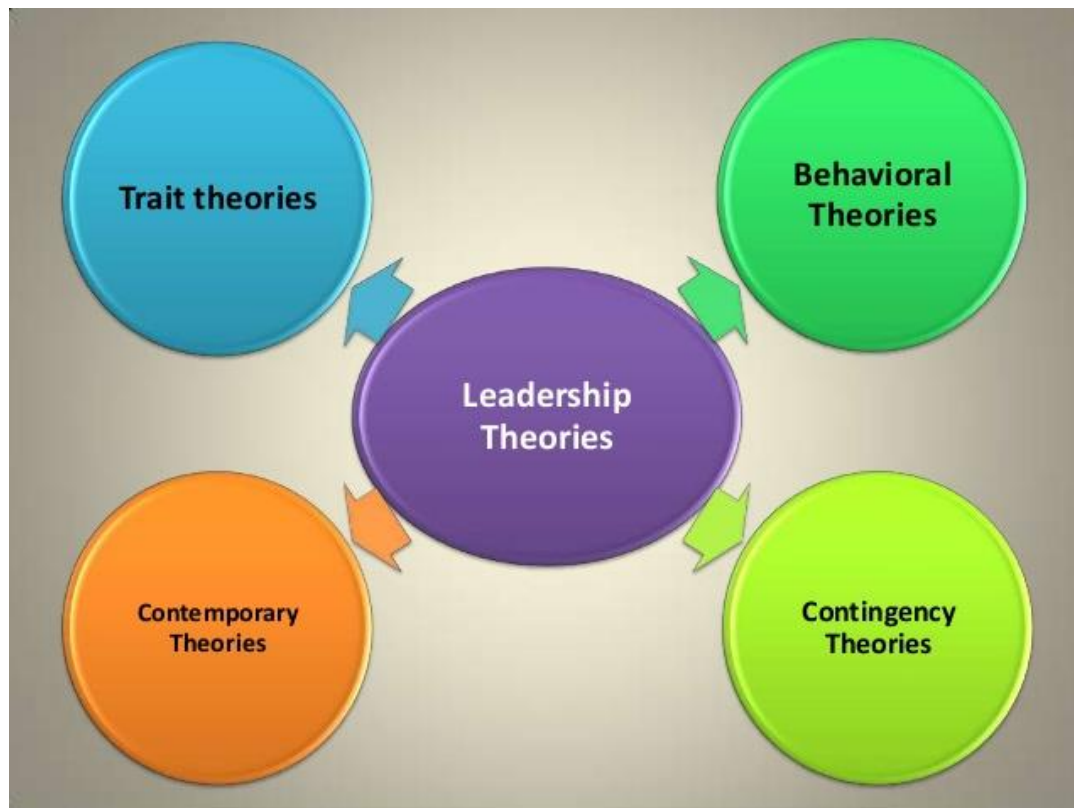 Trait theories
Behavioral
Theories
Leadership
Theories
Contemporary
Theories
Contingency
Theories